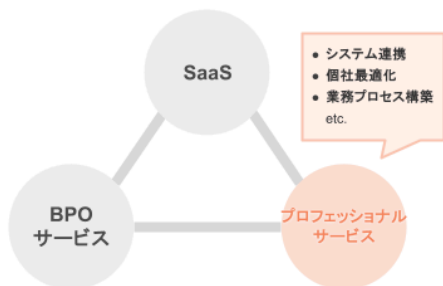 SaaS
• システム連携
• 個社最適化
• 業務プロセス構築
etc.
BPO
サービス
プロフェッショナル
サービス